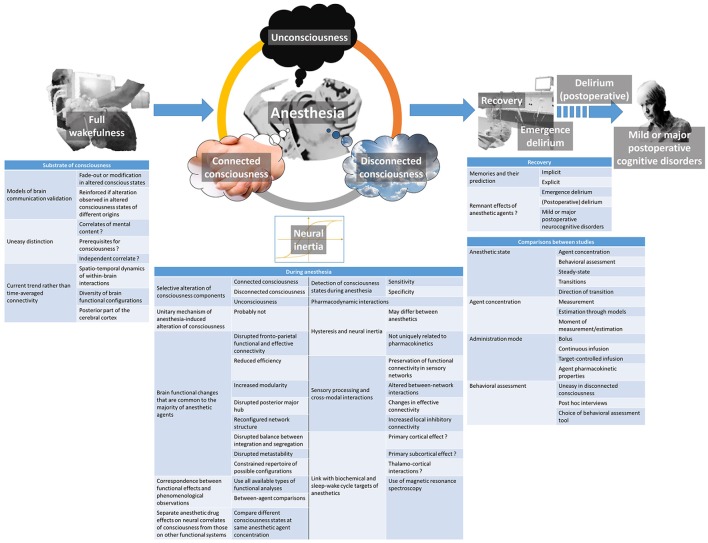 Unconsciousness
Full
wakefulness
Anesthesia
Connected
consciousness
Disconnected
consciousness
Neural
inertia
Recovery
Emergence
delirium
Delirium
(postoperative)
Mild or major
postoperative
cognitive disorders
Substrate of consciousness
Models of brain
communication validation
Fade-out or modification
in altered conscious states
Reinforced if alteration
observed in altered
consciousness states of
different origins
Uneasy distinction
Correlates of mental
content ?
Prerequisites for
consciousness ?
Independent correlate ?
Current trend rather than
time-averaged
connectivity
Spatio-temporal dynamics
of within-brain
interactions
Diversity of brain
functional configurations
Posterior part of the
cerebral cortex
During anesthesia
Selective alteration of
consciousness components
Connected consciousness
Disconnected consciousness
Unconsciousness
Unitary mechanism of
anesthesia-induced
alteration of consciousness
Probably not
Brain functional changes
that are common to the
majority of anesthetic
agents
Disrupted fronto-parietal
functional and effective
connectivity
Reduced efficiency
Increased modularity
Disrupted posterior major
hub
Reconfigured network
structure
Disrupted balance between
integration and segregation
Disrupted metastability
Constrained repertoire of
possible configurations
Correspondence between
functional effects and
phenomenological
observations
Use all available types of
functional analyses
Between-agent comparisons
Separate anesthetic drug
effects on neural correlates
of consciousness from those
on other functional systems
Compare different
consciousness states at
same anesthetic agent
concentration
Detection of consciousness
states during anesthesia
Sensitivity
Specificity
Pharmacodynamic interactions
Hysteresis and neural inertia
May differ between
anesthetics
Not uniquely related to
pharmacokinetics
Sensory processing and
cross-modal interactions
Preservation of functional
connectivity in sensory
networks
Altered between-network
interactions
Changes in effective
connectivity
Increased local inhibitory
connectivity
Link with biochemical and
sleep-wake cycle targets of
anesthetics
Primary cortical effect ?
Primary subcortical effect ?
Thalamo-cortical
interactions ?
Use of magnetic resonance
spectroscopy
Recovery
Memories and their
prediction
Implicit
Explicit
Remnant effects of
anesthetic agents ?
Emergence delirium
(Postoperative) delirium
Mild or major
postoperative
neurocognitive disorders
Comparisons between studies
Anesthetic state
Agent concentration
Behavioral assessment
Steady-state
Transitions
Direction of transition
Agent concentration
Measurement
Estimation through models
Moment of
measurement/estimation
Administration mode
Bolus
Continuous infusion
Target-controlled infusion
Agent pharmacokinetic
properties
Behavioral assessment
Uneasy in disconnected
consciousness
Post hoc interviews
Choice of behavioral assessment
tool